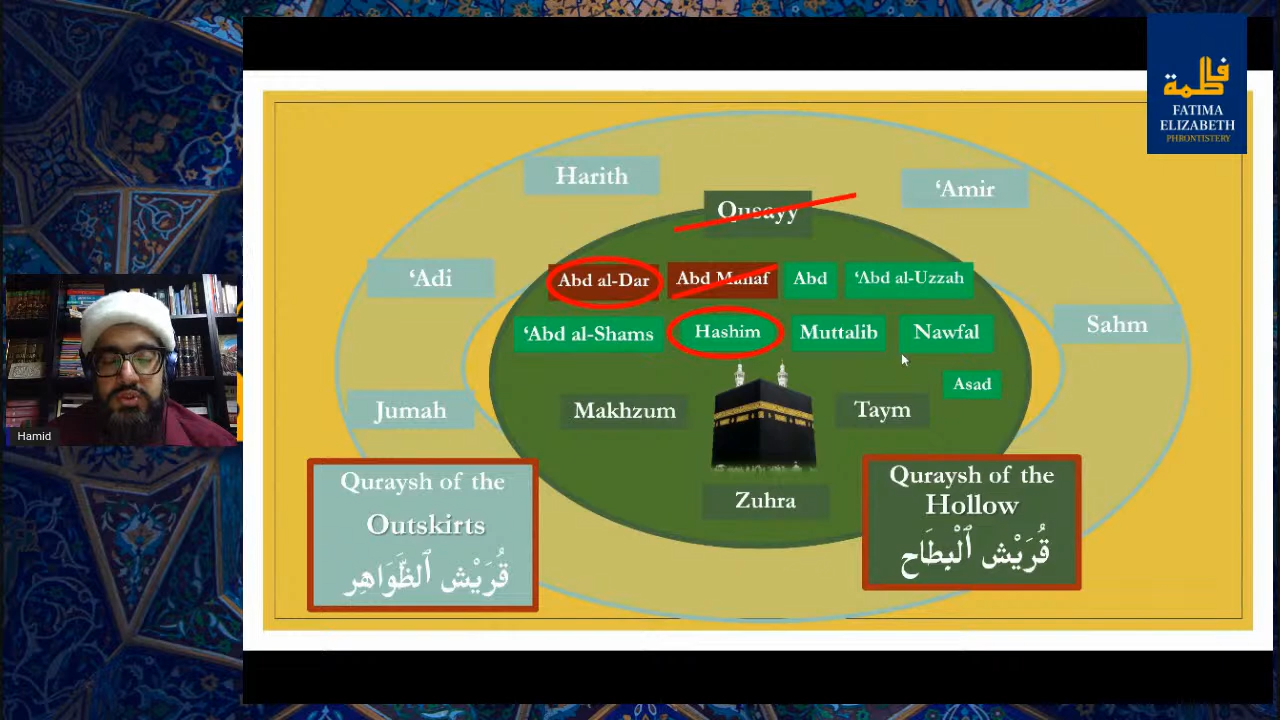 فاطمة
FATIMA
ELIZABETH
PHRONTISTERY
Harith
Qusayy
‘Amir
‘Adi
Abd al-Dar
Abd Manaf
Abd
‘Abd al-Uzzah
‘Abd al-Shams
Hashim
Muttalib
Nawfal
Sahm
Asad
Jumah
Makhzum
Taym
Zuhra
Quraysh of the
Outskirts
قُرَيْش ٱلظَّوَاهِر
Quraysh of the
Hollow
قُرَيْش ٱلْبِطَاح
Hamid